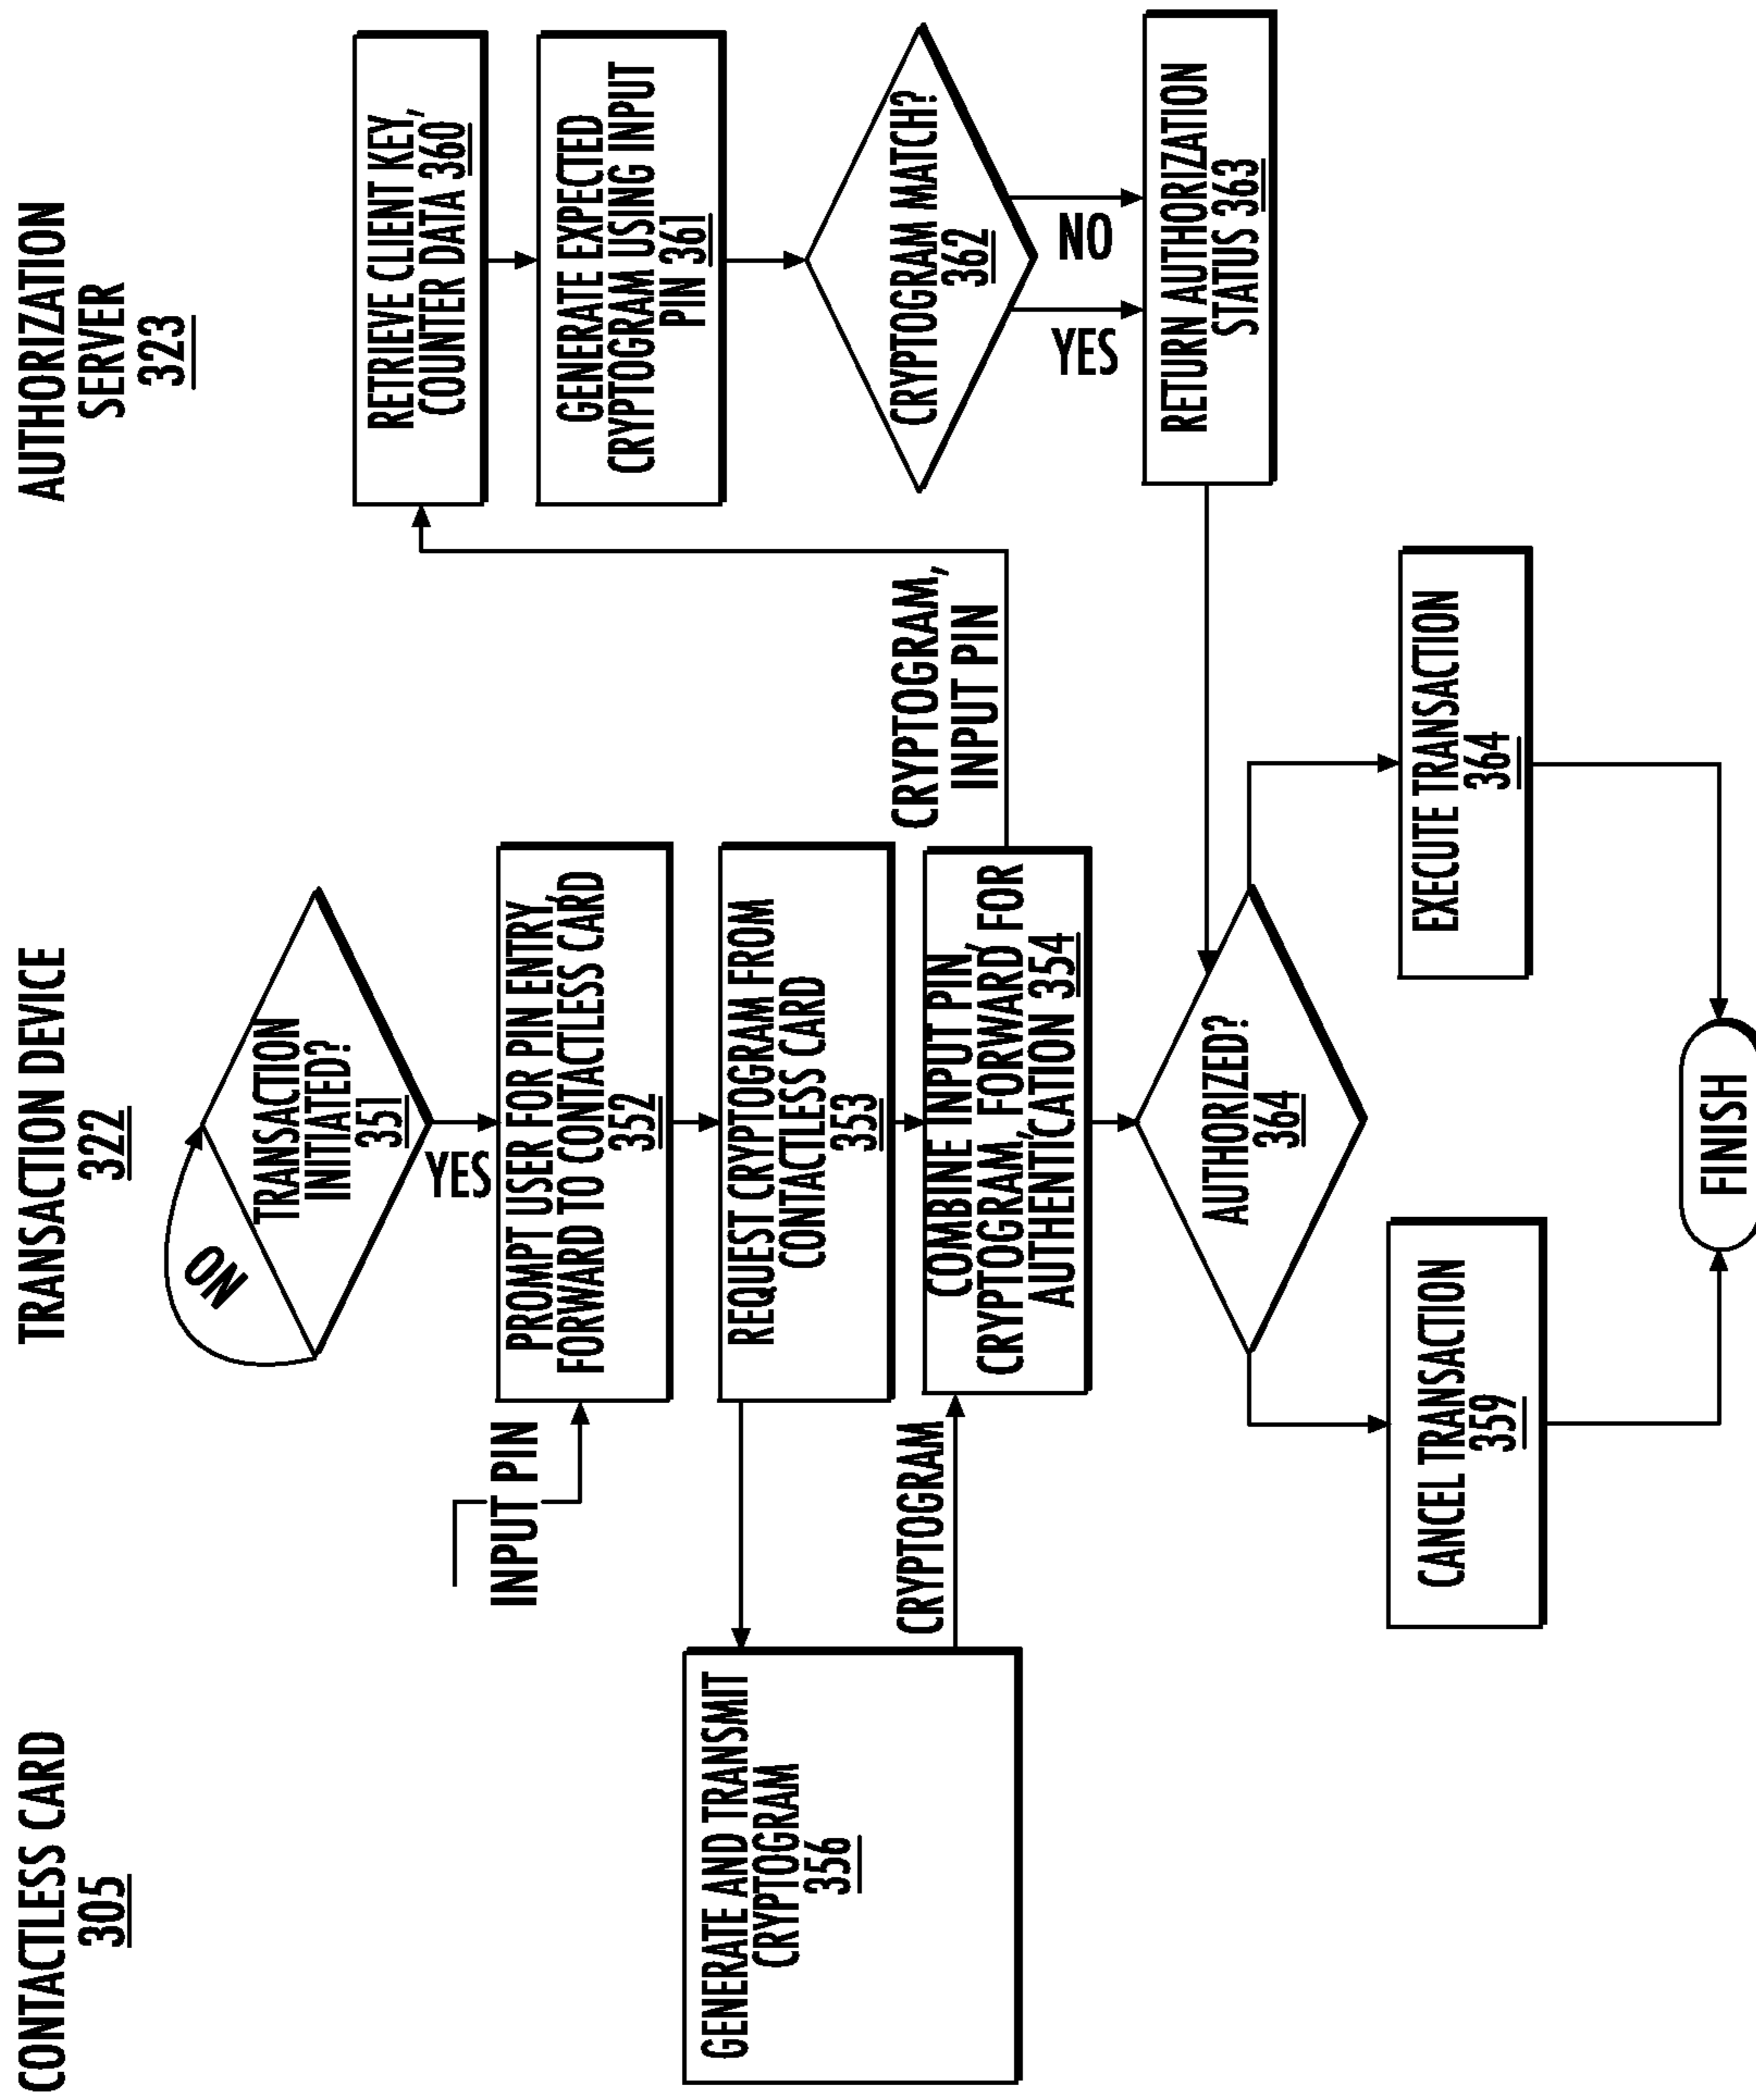 CONTACTLESS CARD
305
TRANSACTION DEVICE
322
AUTHORIZATION
SERVER
323
NO
TRANSACTION
INITIATED?
351
YES
INPUT PIN
PROMPT USER FOR PIN ENTRY,
FORWARD TO CONTACTLESS CARD
352
REQUEST CRYPTOGRAM FROM
CONTACTLESS CARD
353
GENERATE AND TRANSMIT
CRYPTOGRAM
356
CRYPTOGRAM
COMBINE INPUT PIN,
CRYPTOGRAM, FORWARD FOR
AUTHENTICATION 354
CRYPTOGRAM,
INPUT PIN
RETRIEVE CLIENT KEY,
COUNTER DATA 360
GENERATE EXPECTED
CRYPTOGRAM USING INPUT
PIN 361
CRYPTOGRAM MATCH?
362
YES
NO
RETURN AUTHORIZATION
STATUS 363
AUTHORIZED?
364
CANCEL TRANSACTION
359
EXECUTE TRANSACTION
364
FINISH